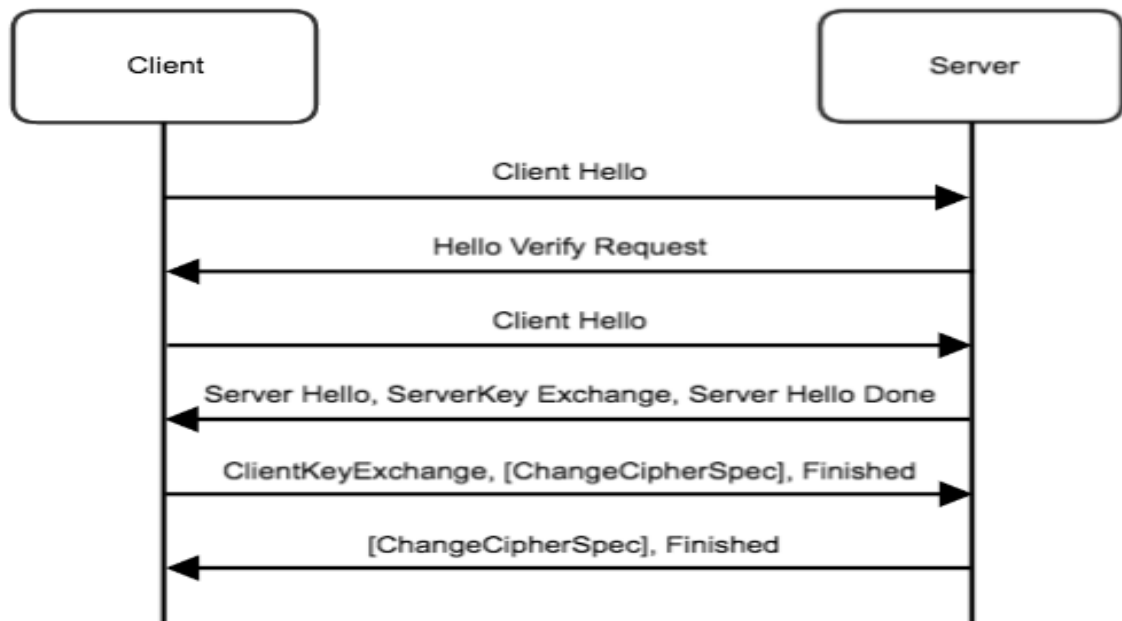 Client
Server
Client Hello
Hello Verify Request
Client Hello
Server Hello, ServerKey Exchange, Server Hello Done
ClientKeyExchange, [ChangeCipherSpec], Finished
[ChangeCipherSpec], Finished